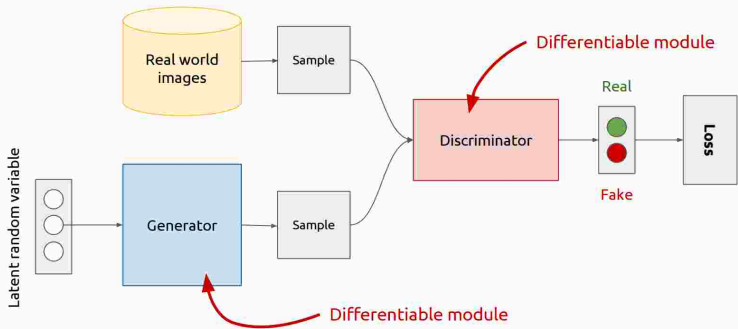 Real world
images
Sample
Differentiable module
Discriminator
Real
Fake
Loss
Latent random variable
Generator
Sample
Differentiable module